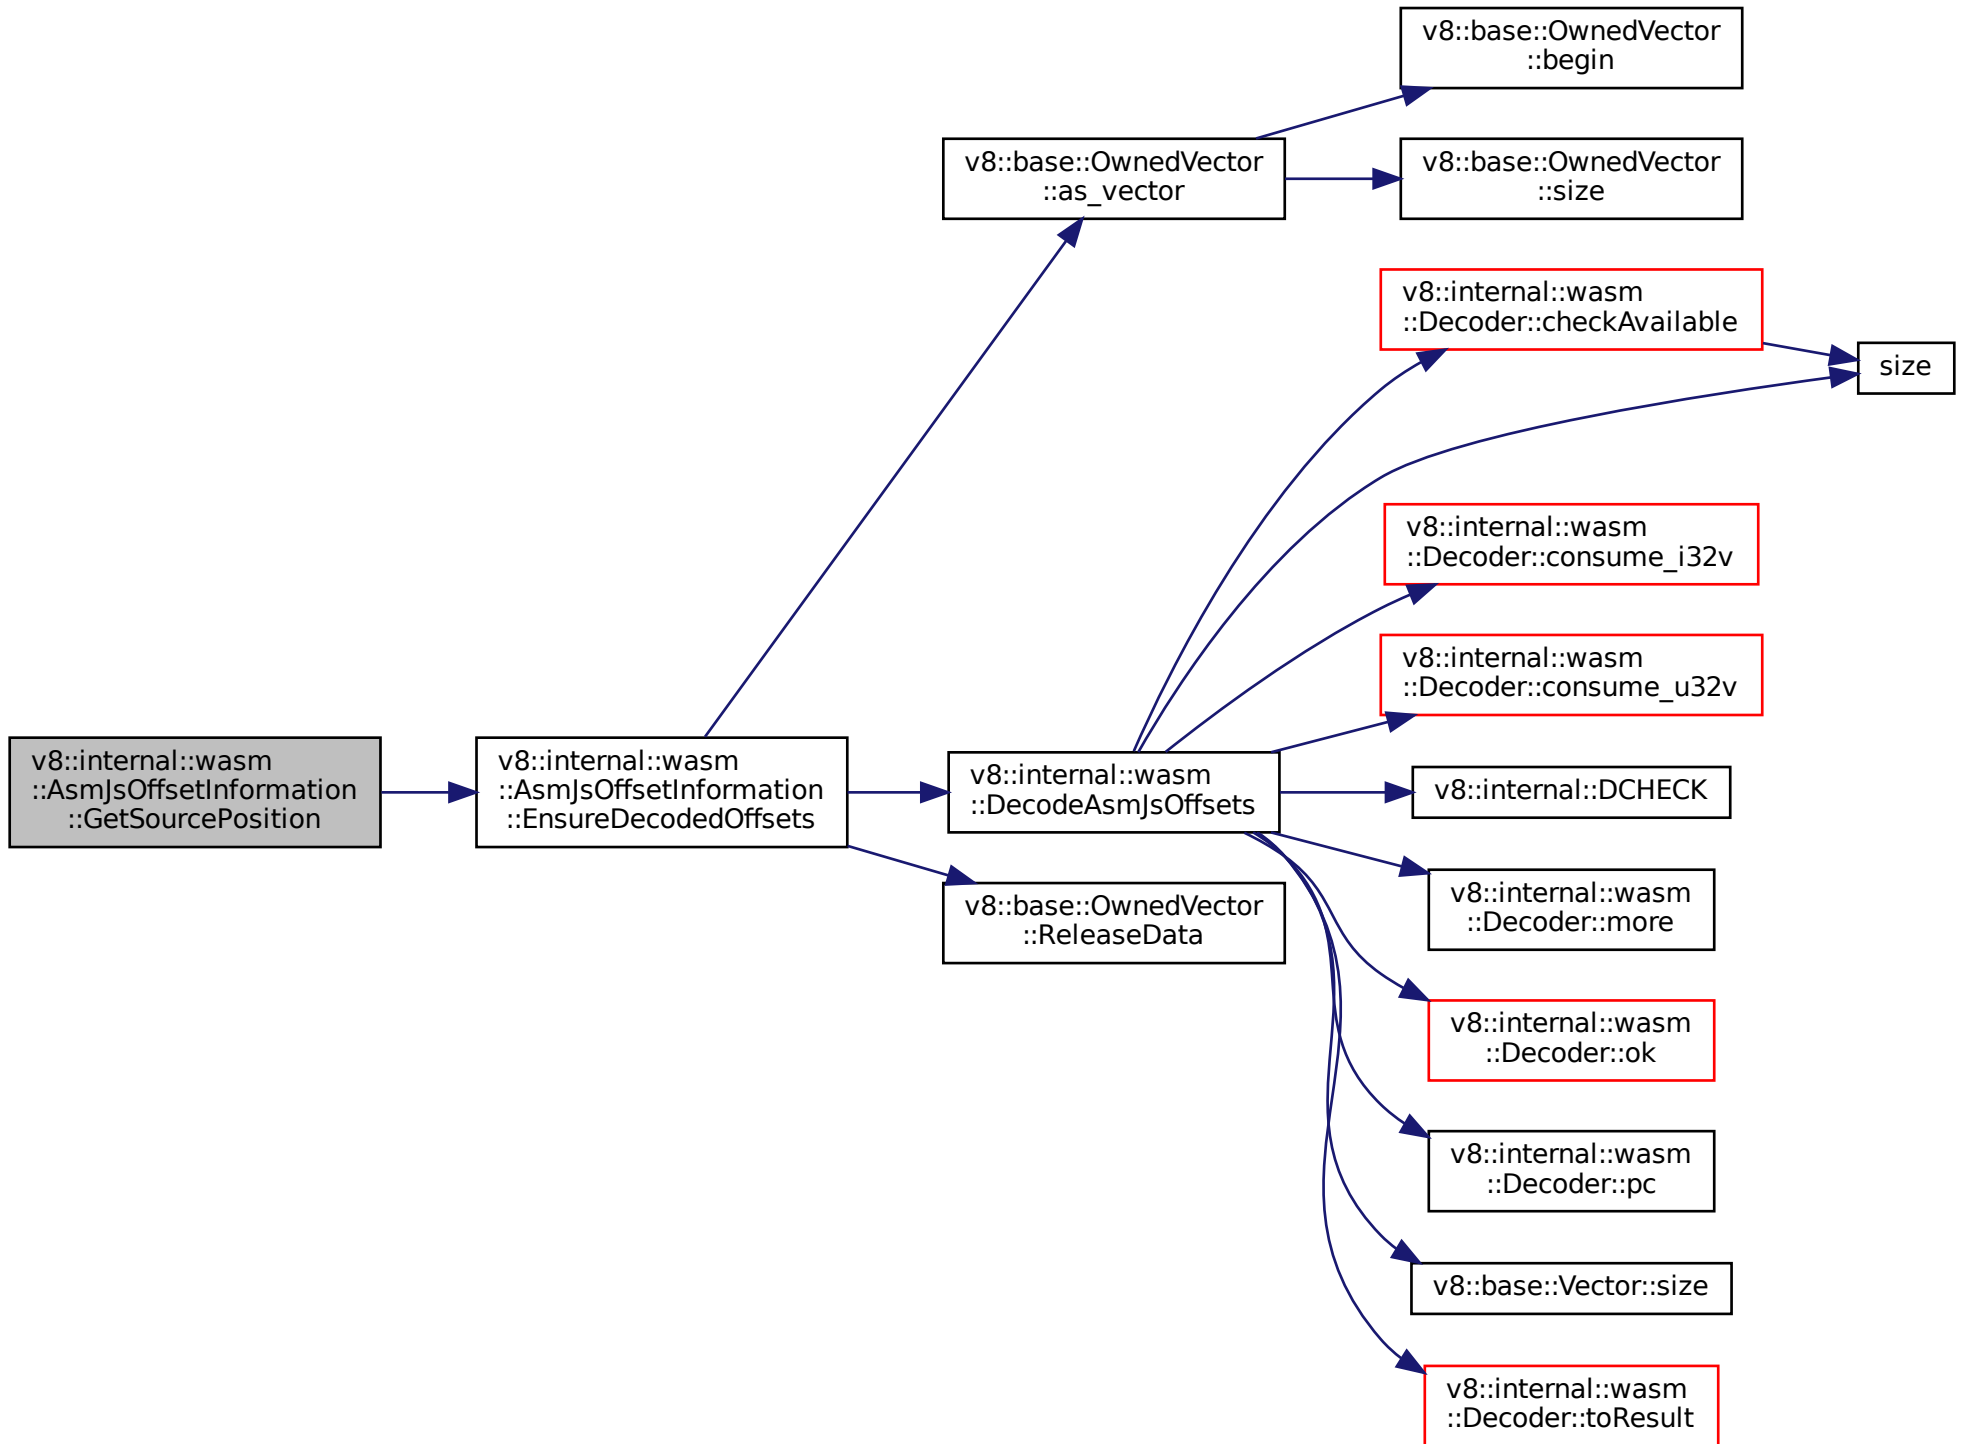 v8::base::OwnedVector
::begin
v8::base::OwnedVector
::as_vector
v8::base::OwnedVector
::size
v8::internal::wasm
::Decoder::checkAvailable
size
v8::internal::wasm
::Decoder::consume_i32v
v8::internal::wasm
::Decoder::consume_u32v
v8::internal::wasm
::AsmJsOffsetInformation
::GetSourcePosition
v8::internal::wasm
::AsmJsOffsetInformation
::EnsureDecodedOffsets
v8::internal::wasm
::DecodeAsmJsOffsets
v8::internal::DCHECK
v8::base::OwnedVector
::ReleaseData
v8::internal::wasm
::Decoder::more
v8::internal::wasm
::Decoder::ok
v8::internal::wasm
::Decoder::pc
v8::base::Vector::size
v8::internal::wasm
::Decoder::toResult